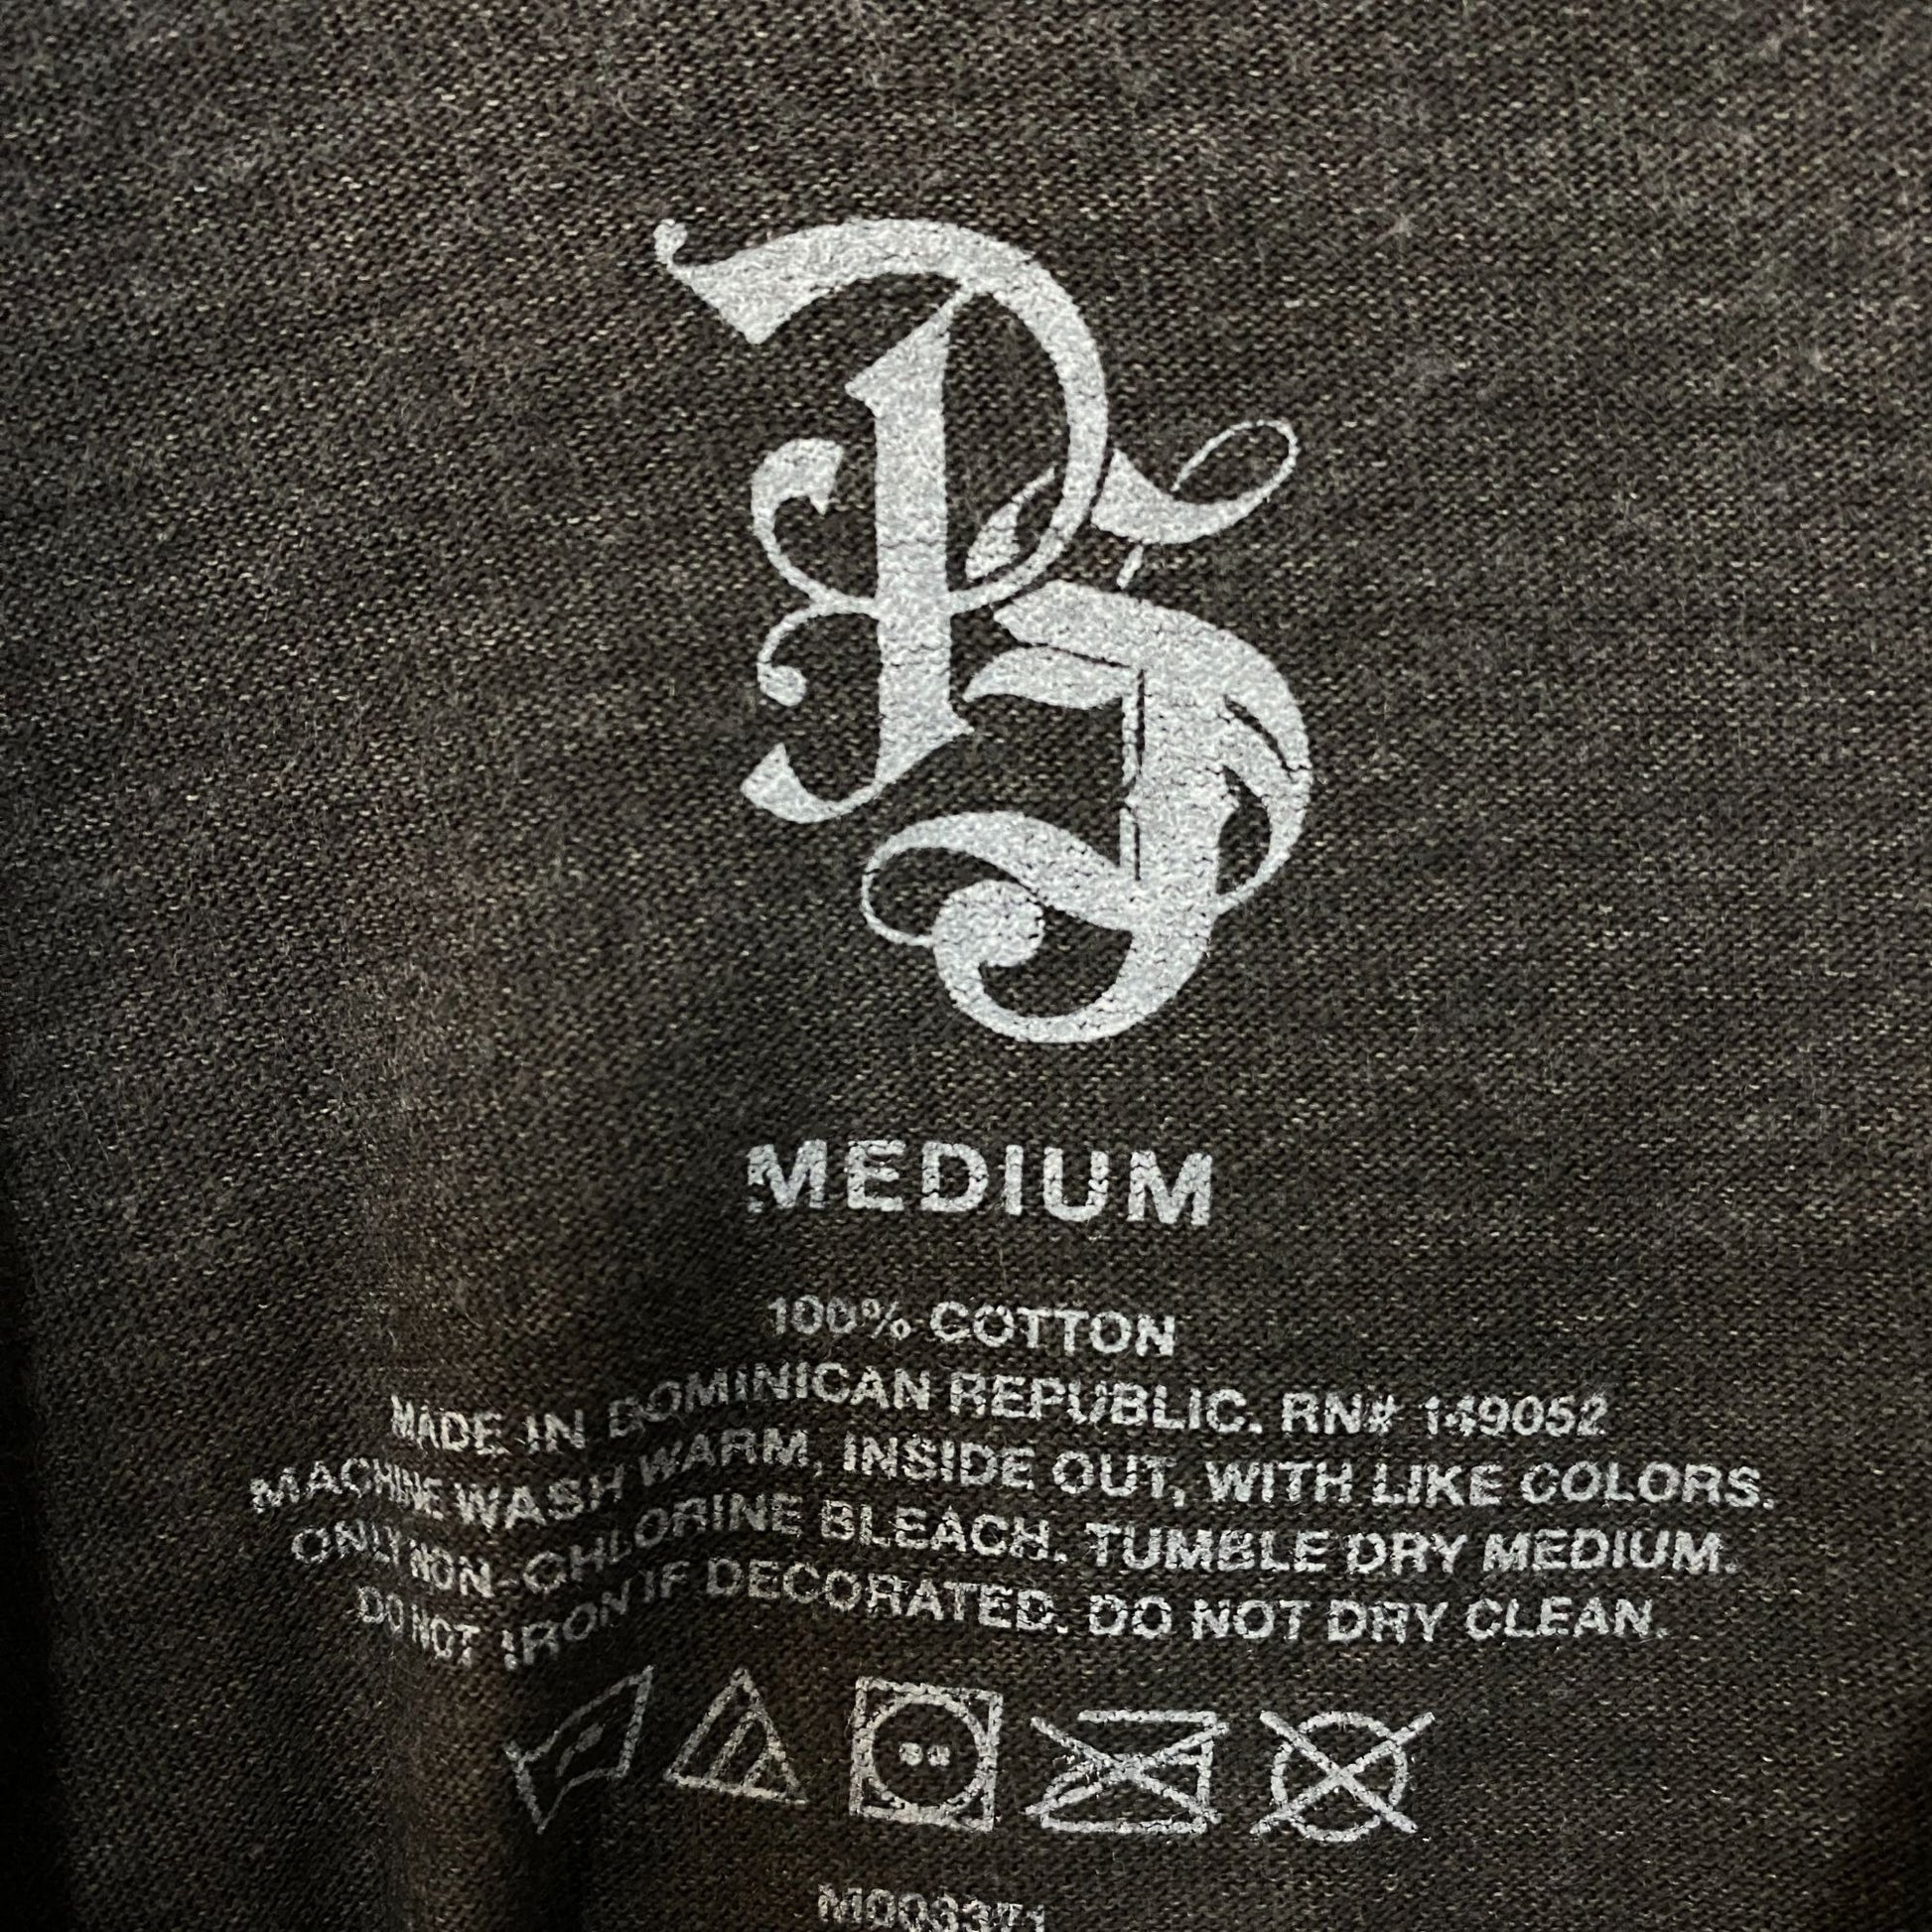 PS
MEDIUM
100% COTTON
MADE IN DOMINICAN REPUBLIC. RN# 149052
MACHINE WASH WARM, INSIDE OUT, WITH LIKE COLORS.
ONLY NON-CHLORINE BLEACH. TUMBLE DRY MEDIUM.
DO NOT IRON IF DECORATED. DO NOT DRY CLEAN.